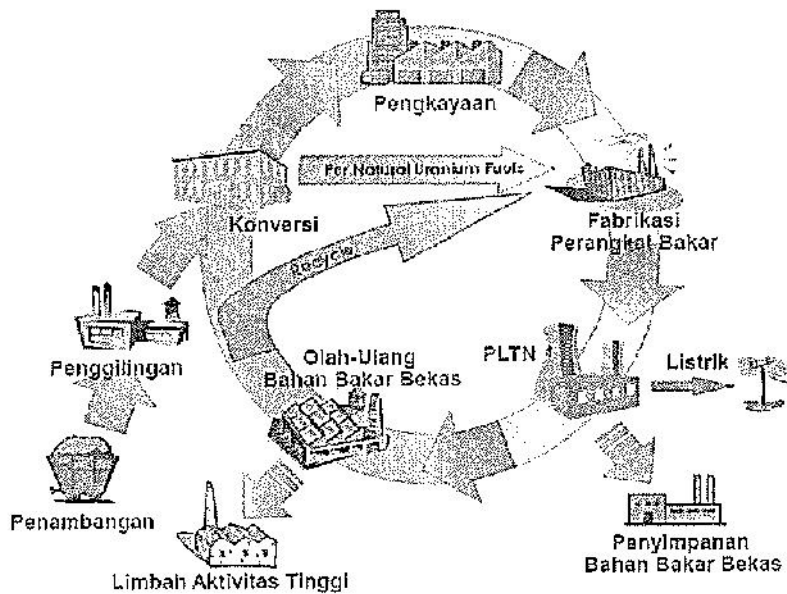 Pengkayaan
For Natural Uranium Fuels
Konversi
Fabrikasi
Perangkat Bakar
Recycle
Penggilingan
Olah-Ulang
Bahan Bakar Bekas
PLTN
Listrik
Penambangan
Limbah Aktivitas Tinggi
Penyimpanan
Bahan Bakar Bekas